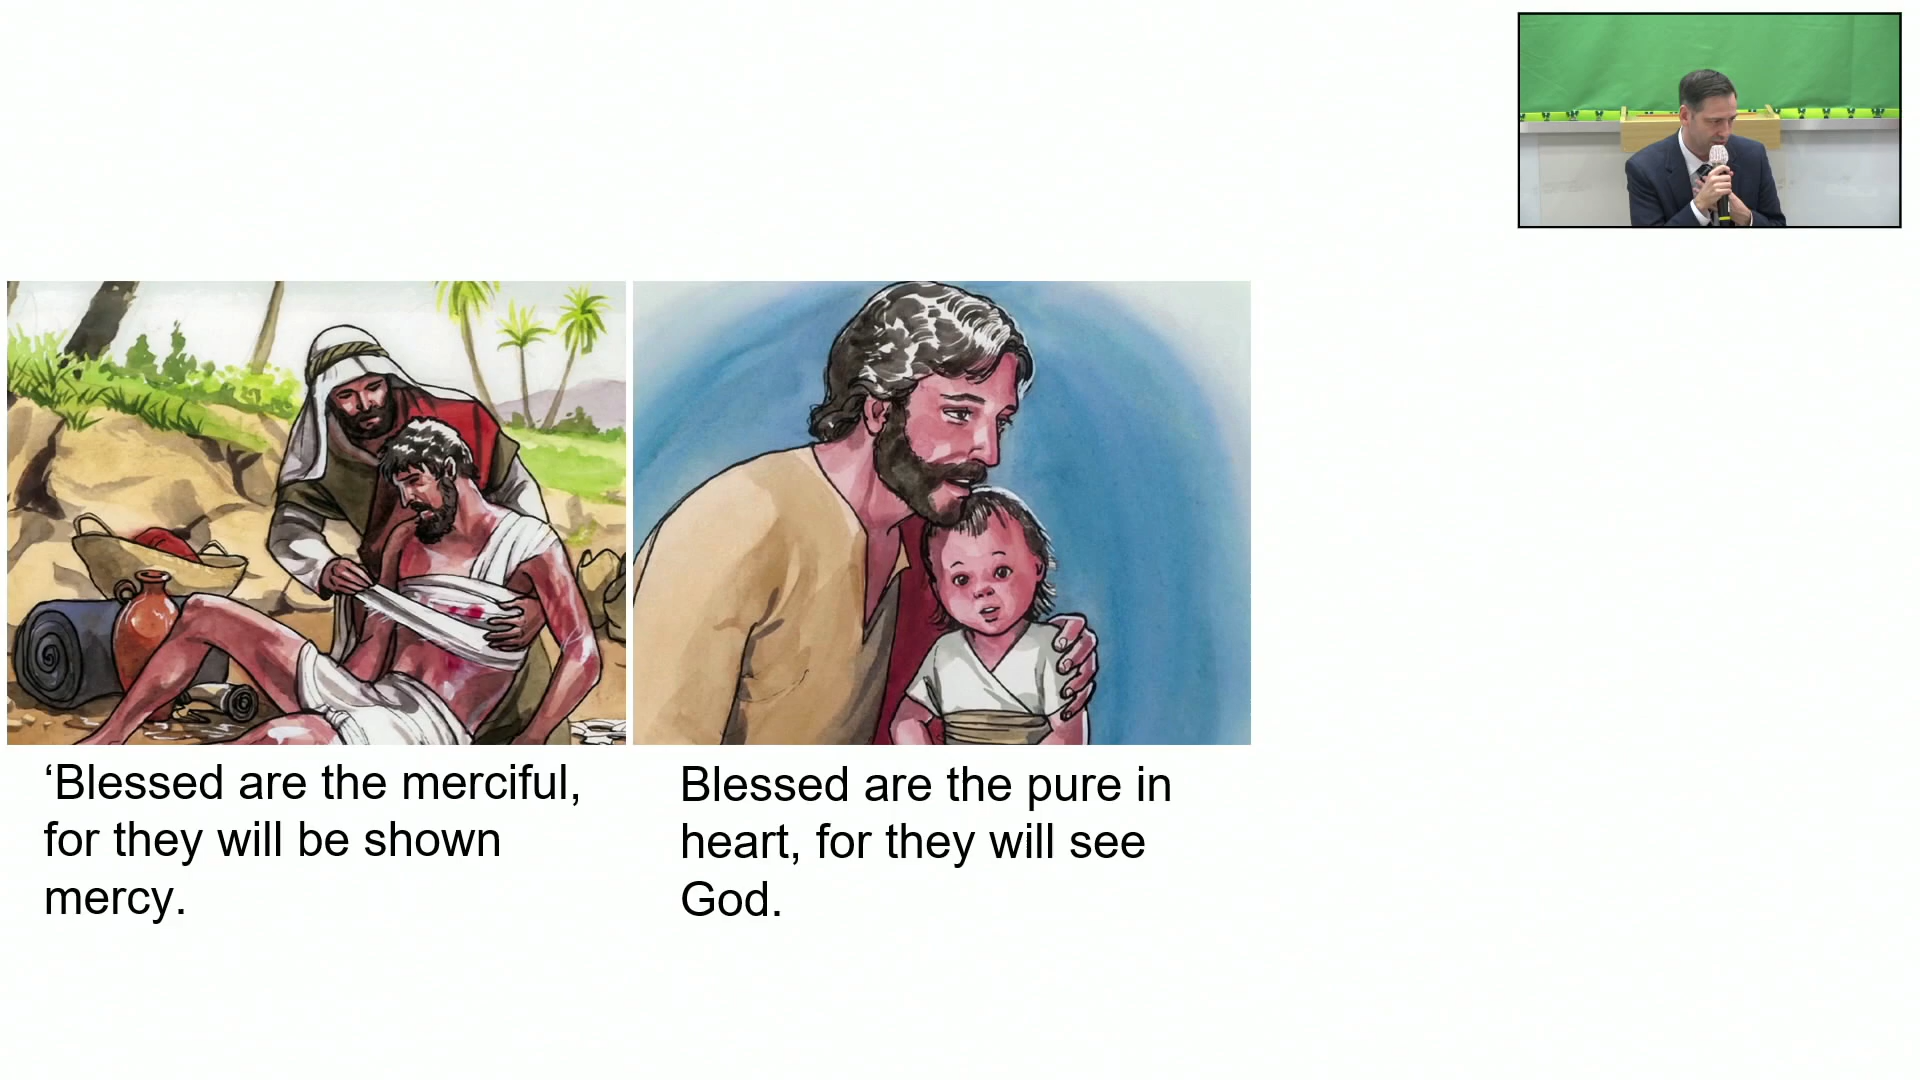 ‘Blessed are the merciful,
for they will be shown
mercy.
Blessed are the pure in
heart, for they will see
God.